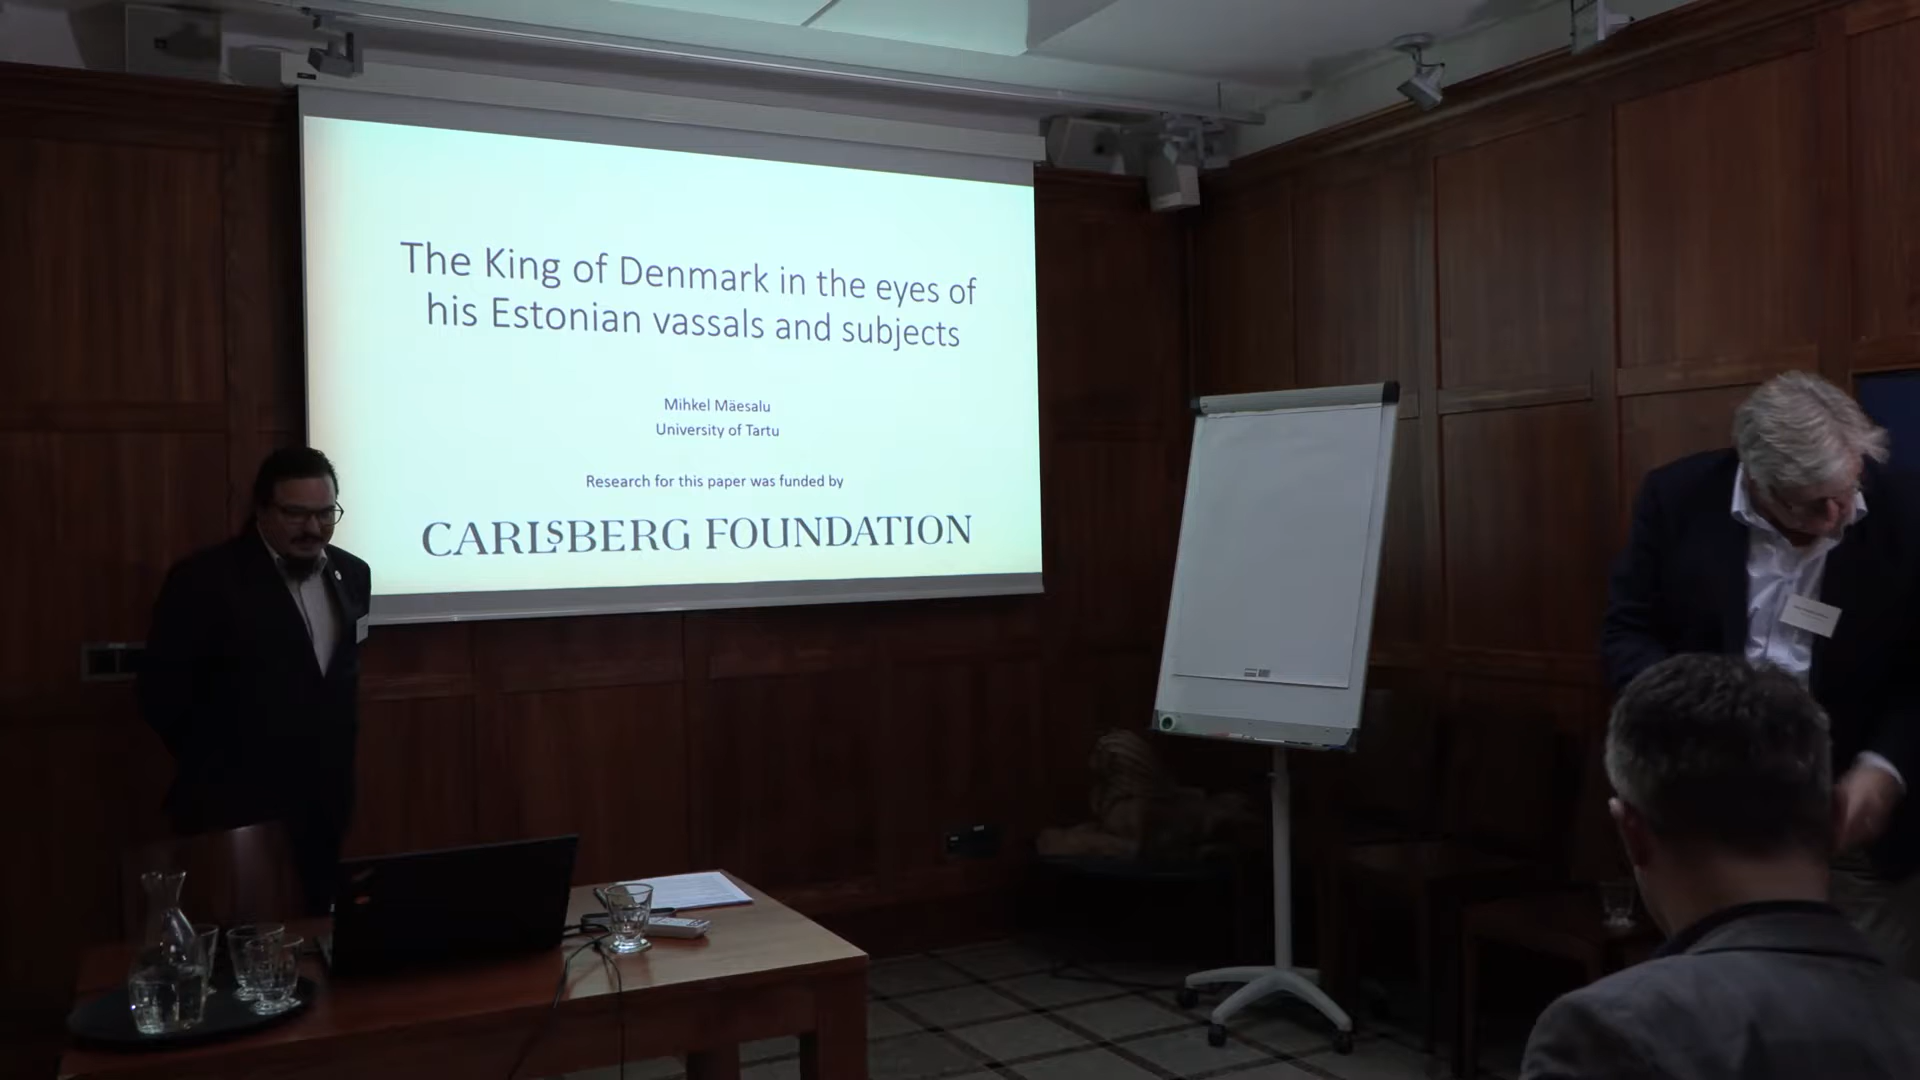 The King of Denmark in the eyes of
his Estonian vassals and subjects
Mihkel Mäesalu
University of Tartu
Research for this paper was funded by
CARLSBERG FOUNDATION